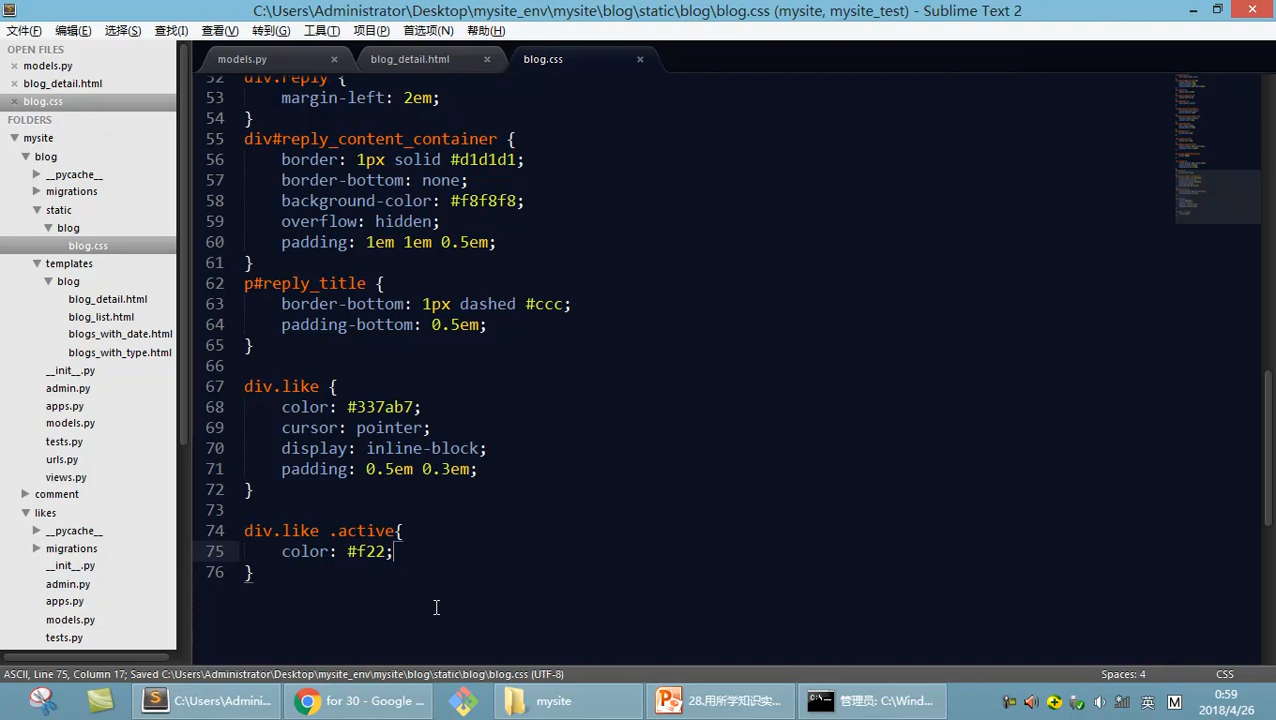 C:\Users\Administrator\Desktop\mysite_env\mysite\blog\static\blog\blog.css (mysite, mysite_test) - Sublime Text 2
文件(F) 编辑(E) 选择(S) 查找(I) 查看(V) 转到(G) 工具(T) 项目(P) 首选项(N) 帮助(H)
OPEN FILES
models.py
blog_detail.html
blog.css
FOLDERS
mysite
blog
__pycache__
migrations
static
blog
blog.css
templates
blog
blog_detail.html
blog_list.html
blogs_with_date.html
blogs_with_type.html
__init__.py
admin.py
apps.py
models.py
tests.py
urls.py
views.py
comment
likes
__pycache__
migrations
__init__.py
admin.py
apps.py
models.py
tests.py
models.py blog_detail.html blog.css
52 div.reply {
53 margin-left: 2em;
54 }
55 div#reply_content_container {
56 border: 1px solid #d1d1d1;
57 border-bottom: none;
58 background-color: #f8f8f8;
59 overflow: hidden;
60 padding: 1em 1em 0.5em;
61 }
62 p#reply_title {
63 border-bottom: 1px dashed #ccc;
64 padding-bottom: 0.5em;
65 }
66
67 div.like {
68 color: #337ab7;
69 cursor: pointer;
70 display: inline-block;
71 padding: 0.5em 0.3em;
72 }
73
74 div.like .active{
75 color: #f22;
76 }
ASCII, Line 75, Column 17; Saved C:\Users\Administrator\Desktop\mysite_env\mysite\blog\static\blog\blog.css (UTF-8) Spaces: 4 CSS
C:\Users\Admini... for 30 - Google ... mysite 28.用所学知识实... 管理员: C:\Wind... 英 M 0:59
2018/4/26